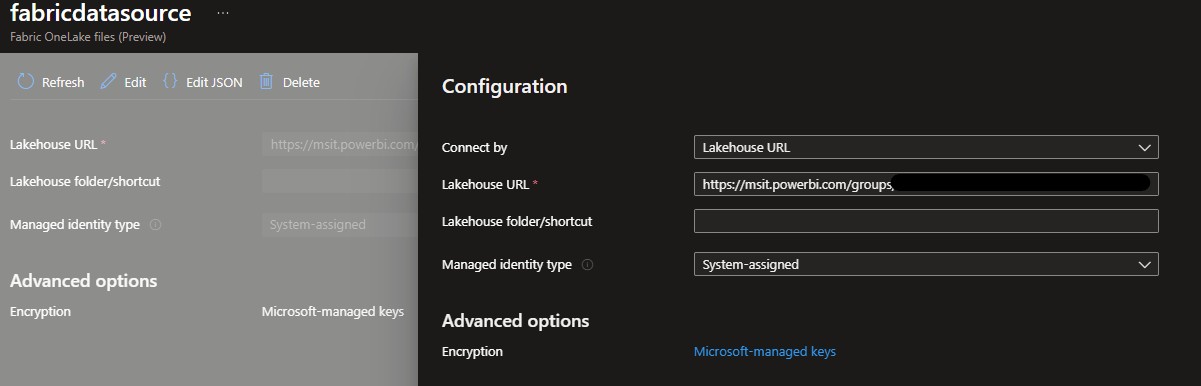 fabricdatasource ...
Fabric OneLake files (Preview)
Refresh Edit {} Edit JSON Delete
Lakehouse URL * https://msit.powerbi.com/
Lakehouse folder/shortcut
Managed identity type System-assigned
Advanced options
Encryption Microsoft-managed keys
Configuration
Connect by Lakehouse URL
Lakehouse URL * https://msit.powerbi.com/groups/
Lakehouse folder/shortcut
Managed identity type System-assigned
Advanced options
Encryption Microsoft-managed keys